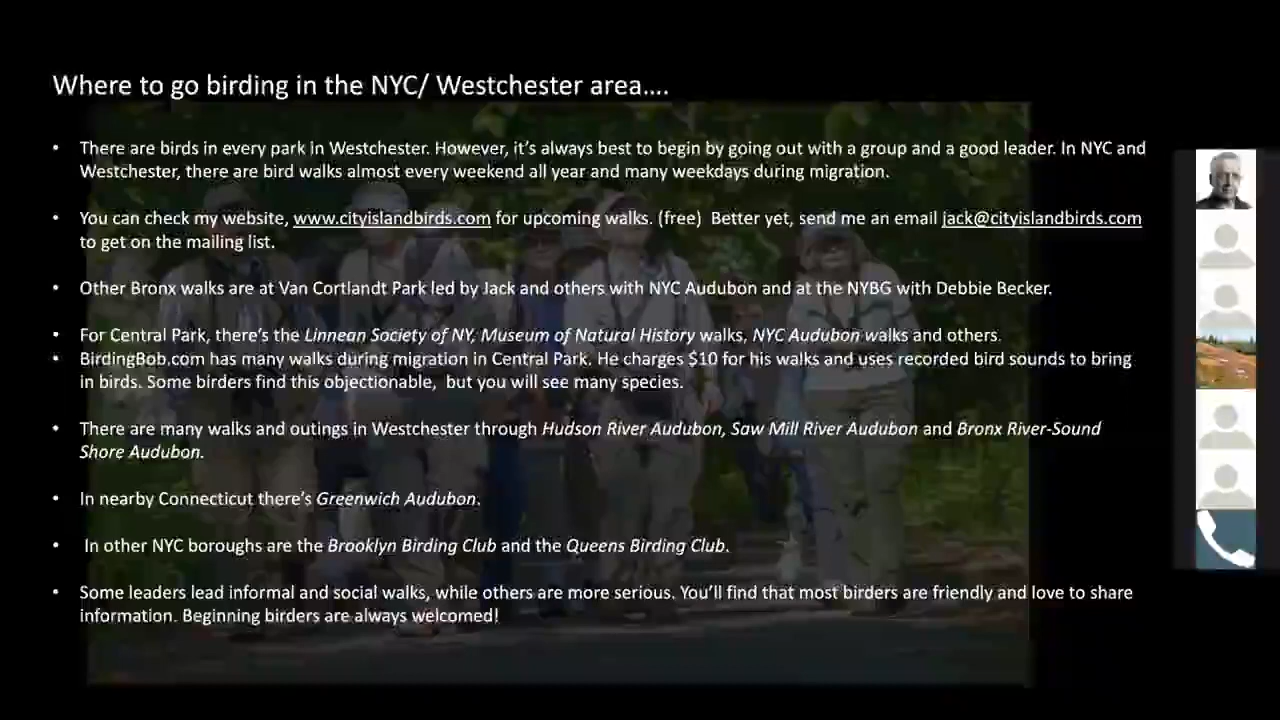 Where to go birding in the NYC/ Westchester area....
• There are birds in every park in Westchester. However, it's always best to begin by going out with a group and a good leader. In NYC and
Westchester, there are bird walks almost every weekend all year and many weekdays during migration.
• You can check my website, www.cityislandbirds.com for upcoming walks. (free)  Better yet, send me an email jack@cityislandbirds.com
to get on the mailing list.
• Other Bronx walks are at Van Cortlandt Park led by Jack and others with NYC Audubon and at the NYBG with Debbie Becker.
• For Central Park, there's the Linnean Society of NY, Museum of Natural History walks, NYC Audubon walks and others.
• BirdingBob.com has many walks during migration in Central Park. He charges $10 for his walks and uses recorded bird sounds to bring
in birds. Some birders find this objectionable,  but you will see many species.
• There are many walks and outings in Westchester through Hudson River Audubon, Saw Mill River Audubon and Bronx River-Sound
Shore Audubon.
• In nearby Connecticut there's Greenwich Audubon.
• In other NYC boroughs are the Brooklyn Birding Club and the Queens Birding Club.
• Some leaders lead informal and social walks, while others are more serious. You'll find that most birders are friendly and love to share
information. Beginning birders are always welcomed!